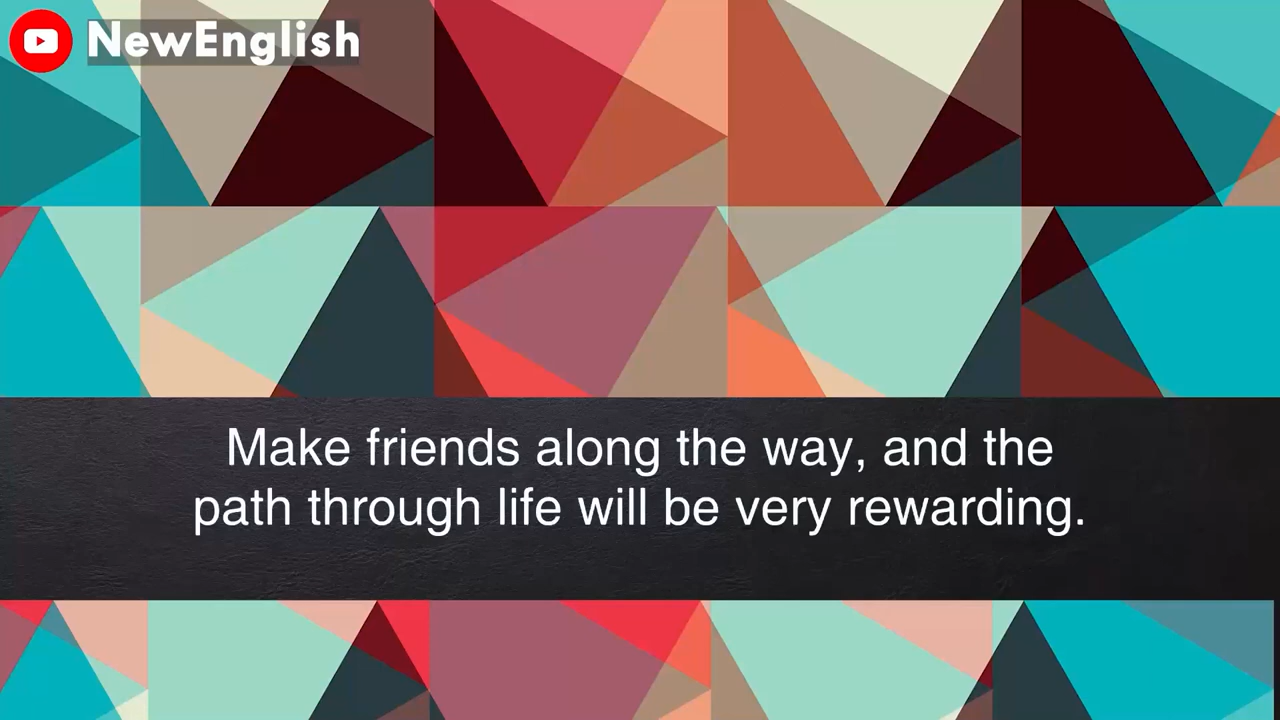 NewEnglish
Make friends along the way, and the
path through life will be very rewarding.